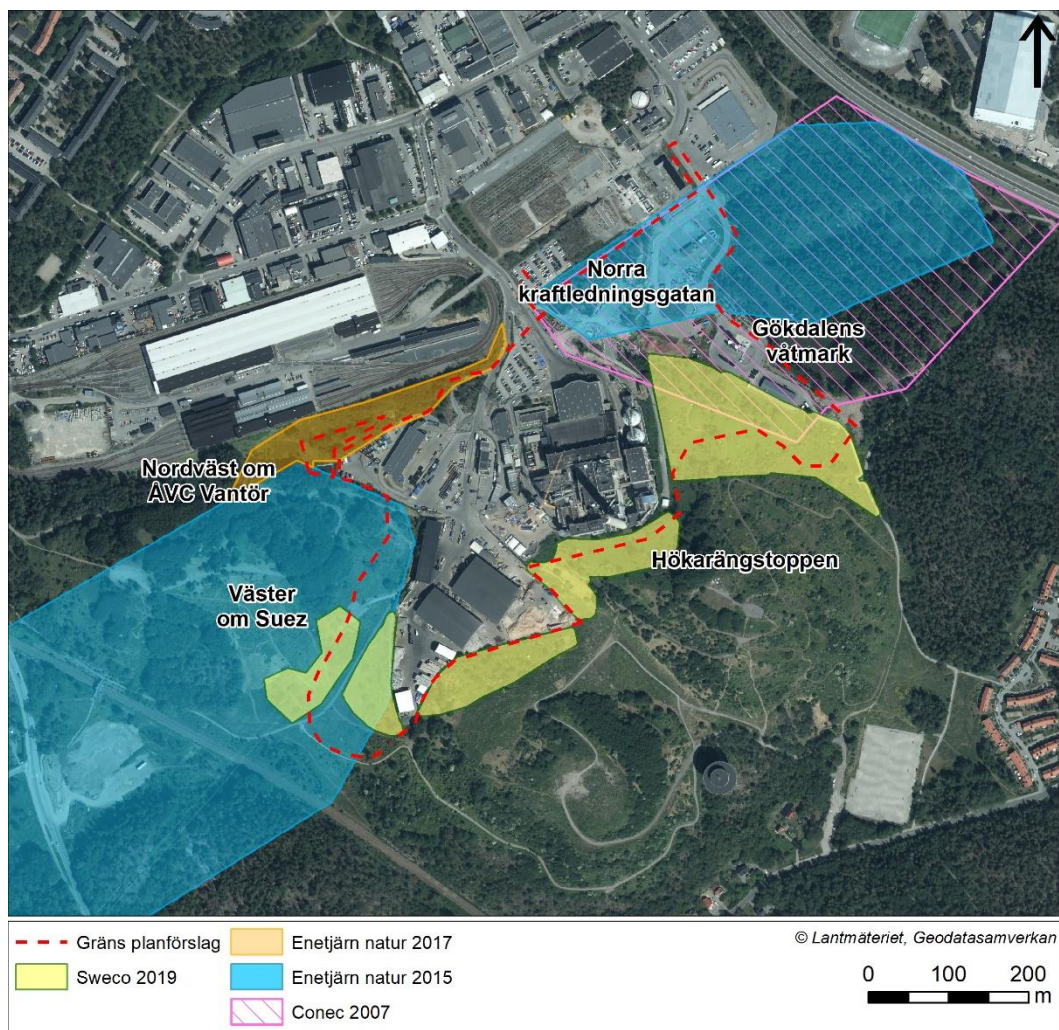 Norra
kraftledningsgatan
Gökdalens
våtmark
Nordväst om
ÅVC Vantör
Hökarängstoppen
Väster
om Suez
Gräns planförslag
Sweco 2019
Enetjärn natur 2017
Enetjärn natur 2015
Conec 2007
© Lantmäteriet, Geodatasamverkan
0 100 200
m